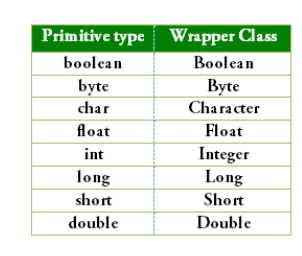 Primitive type Wrapper Class
boolean Boolean
byte Byte
char Character
float Float
int Integer
long Long
short Short
double Double